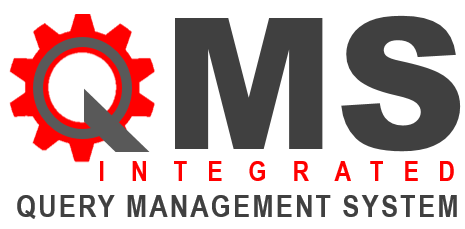 QMS
INTEGRATED
QUERY MANAGEMENT SYSTEM